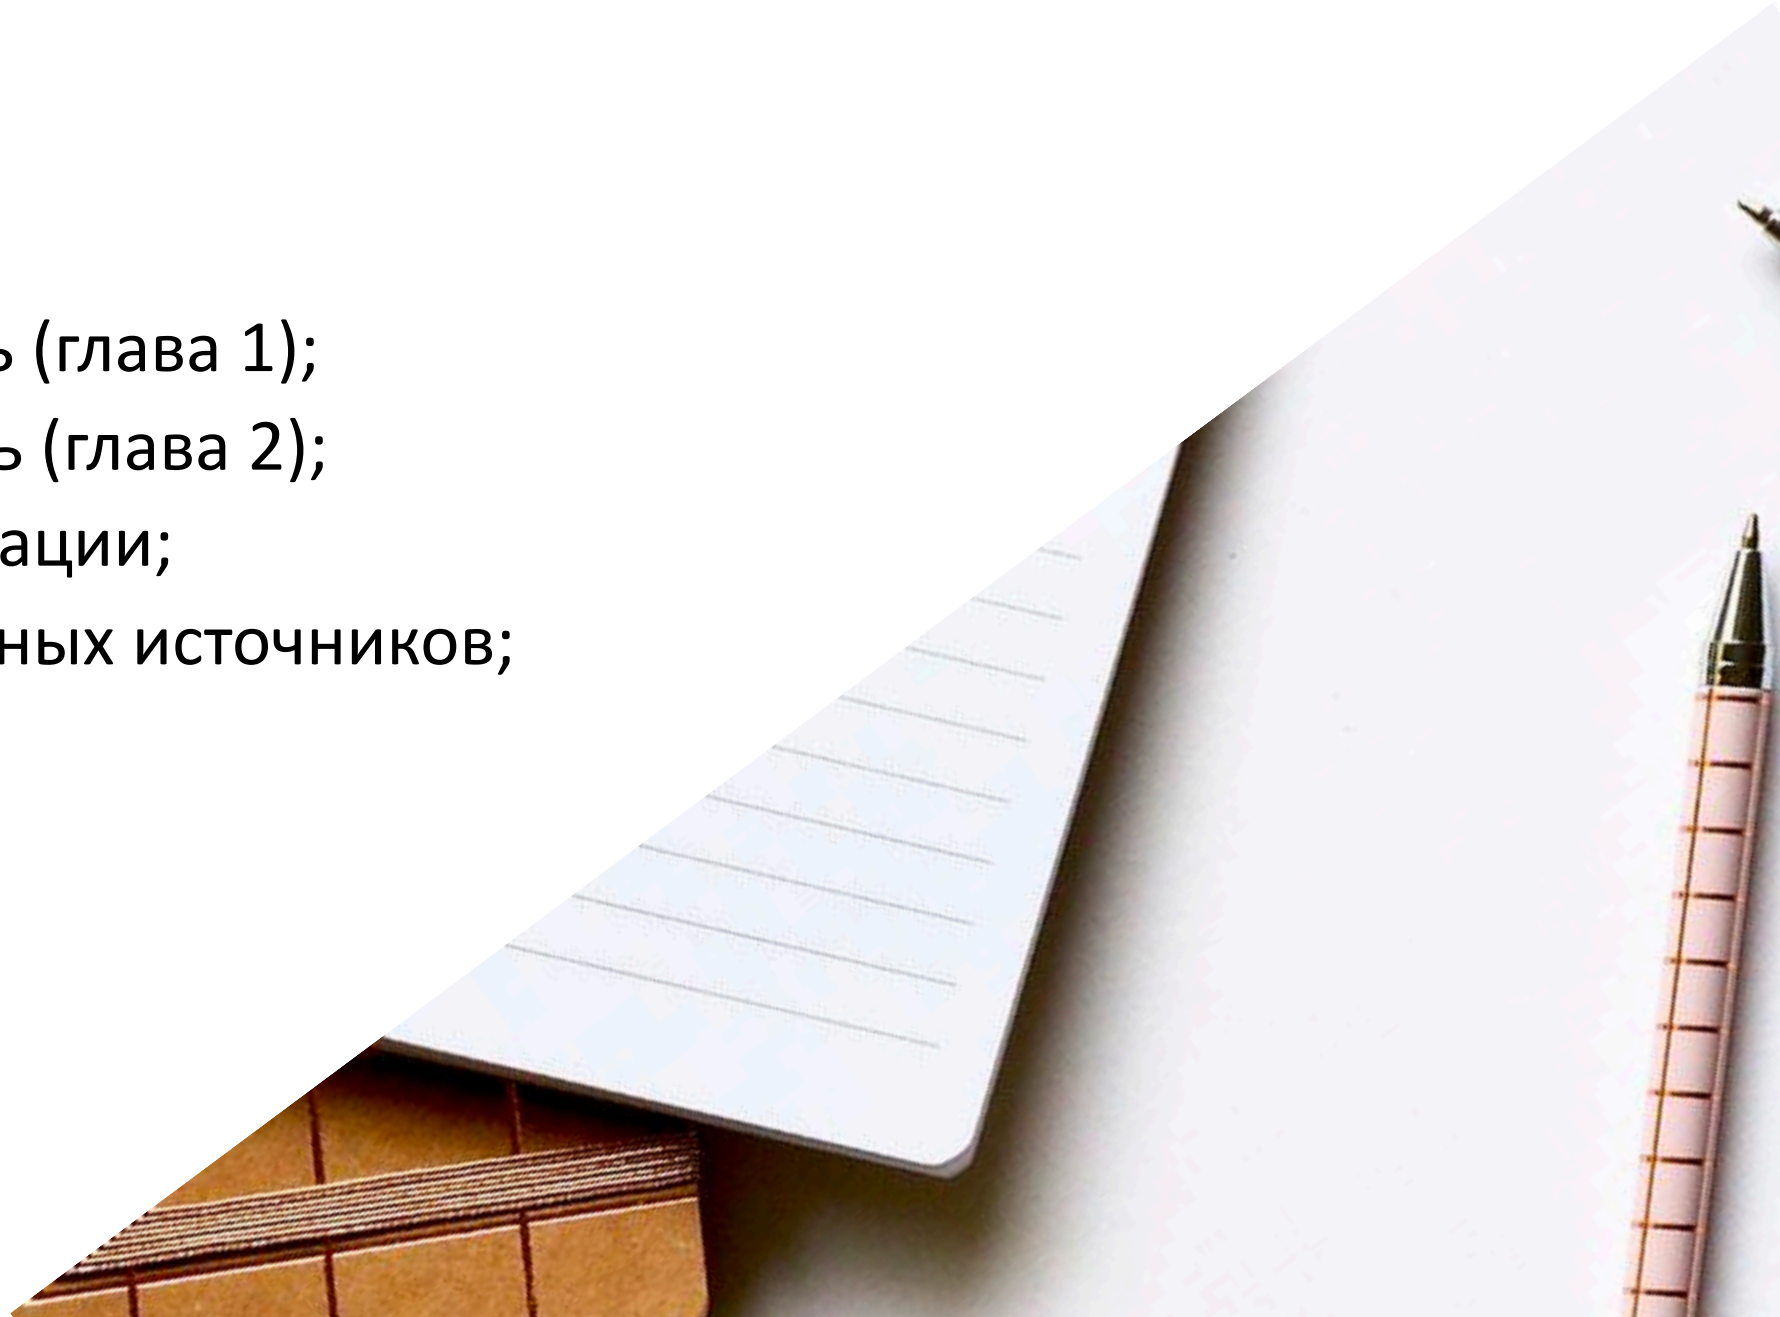 ь (глава 1);
ь (глава 2);
ации;
ных источников;